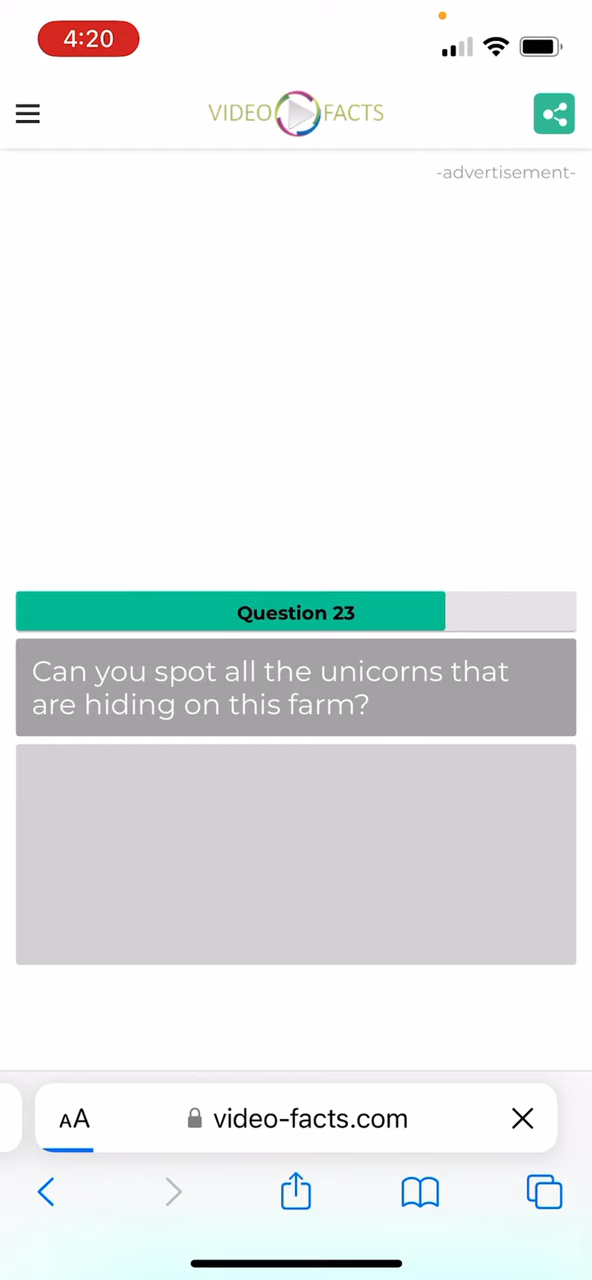 4:20
VIDEO FACTS
-advertisement-
Question 23
Can you spot all the unicorns that
are hiding on this farm?
AA video-facts.com